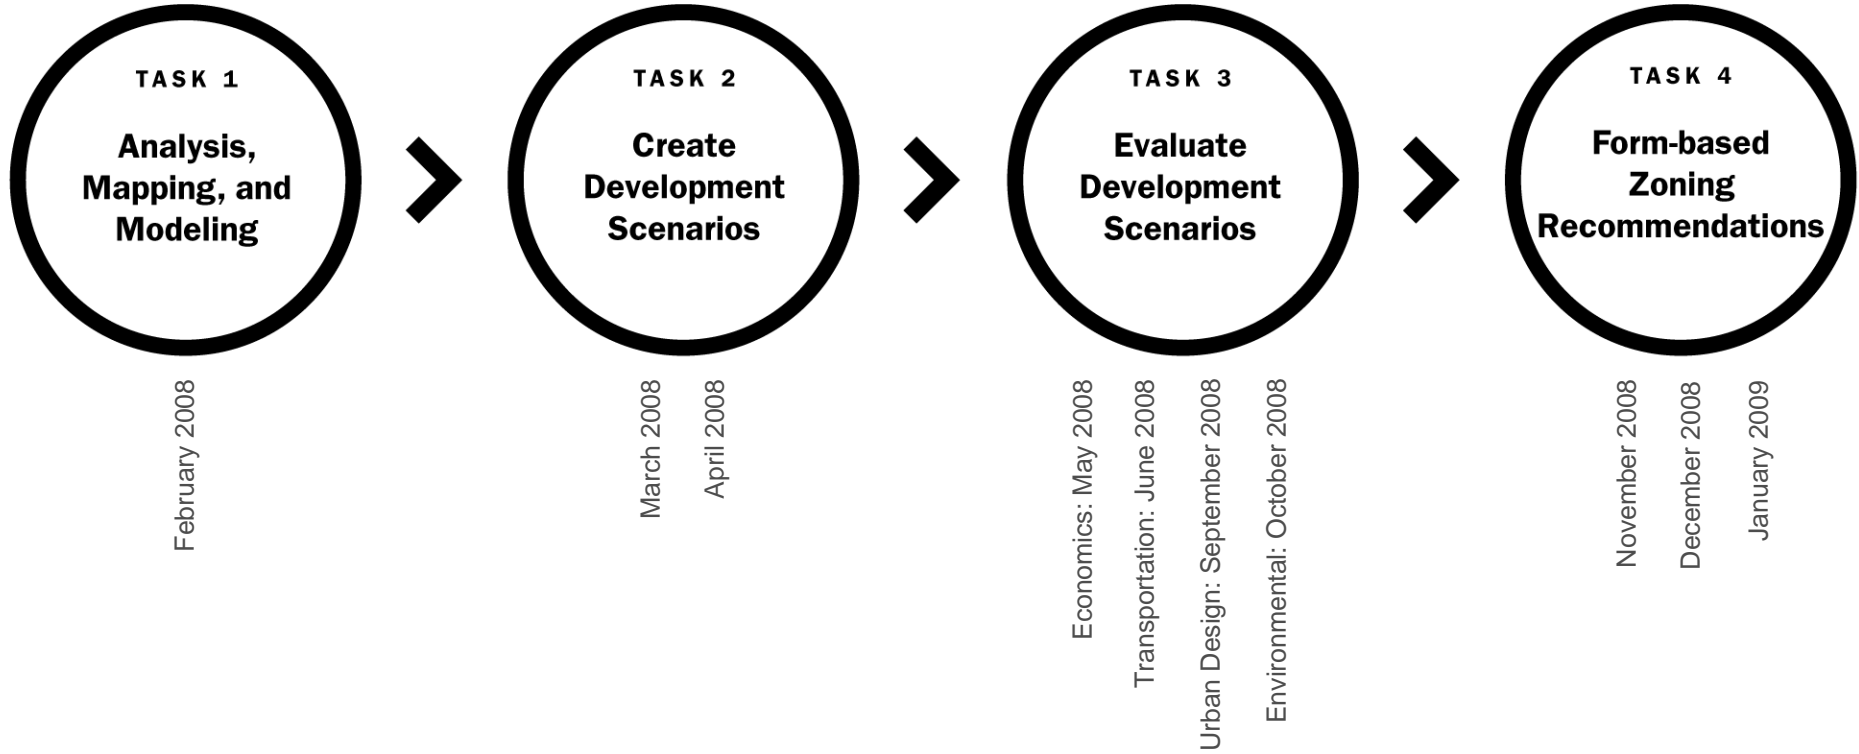 TASK 1
Analysis,
Mapping, and
Modeling
February 2008
TASK 2
Create
Development
Scenarios
March 2008
April 2008
TASK 3
Evaluate
Development
Scenarios
Economics: May 2008
Transportation: June 2008
Urban Design: September 2008
Environmental: October 2008
TASK 4
Form-based
Zoning
Recommendations
November 2008
December 2008
January 2009